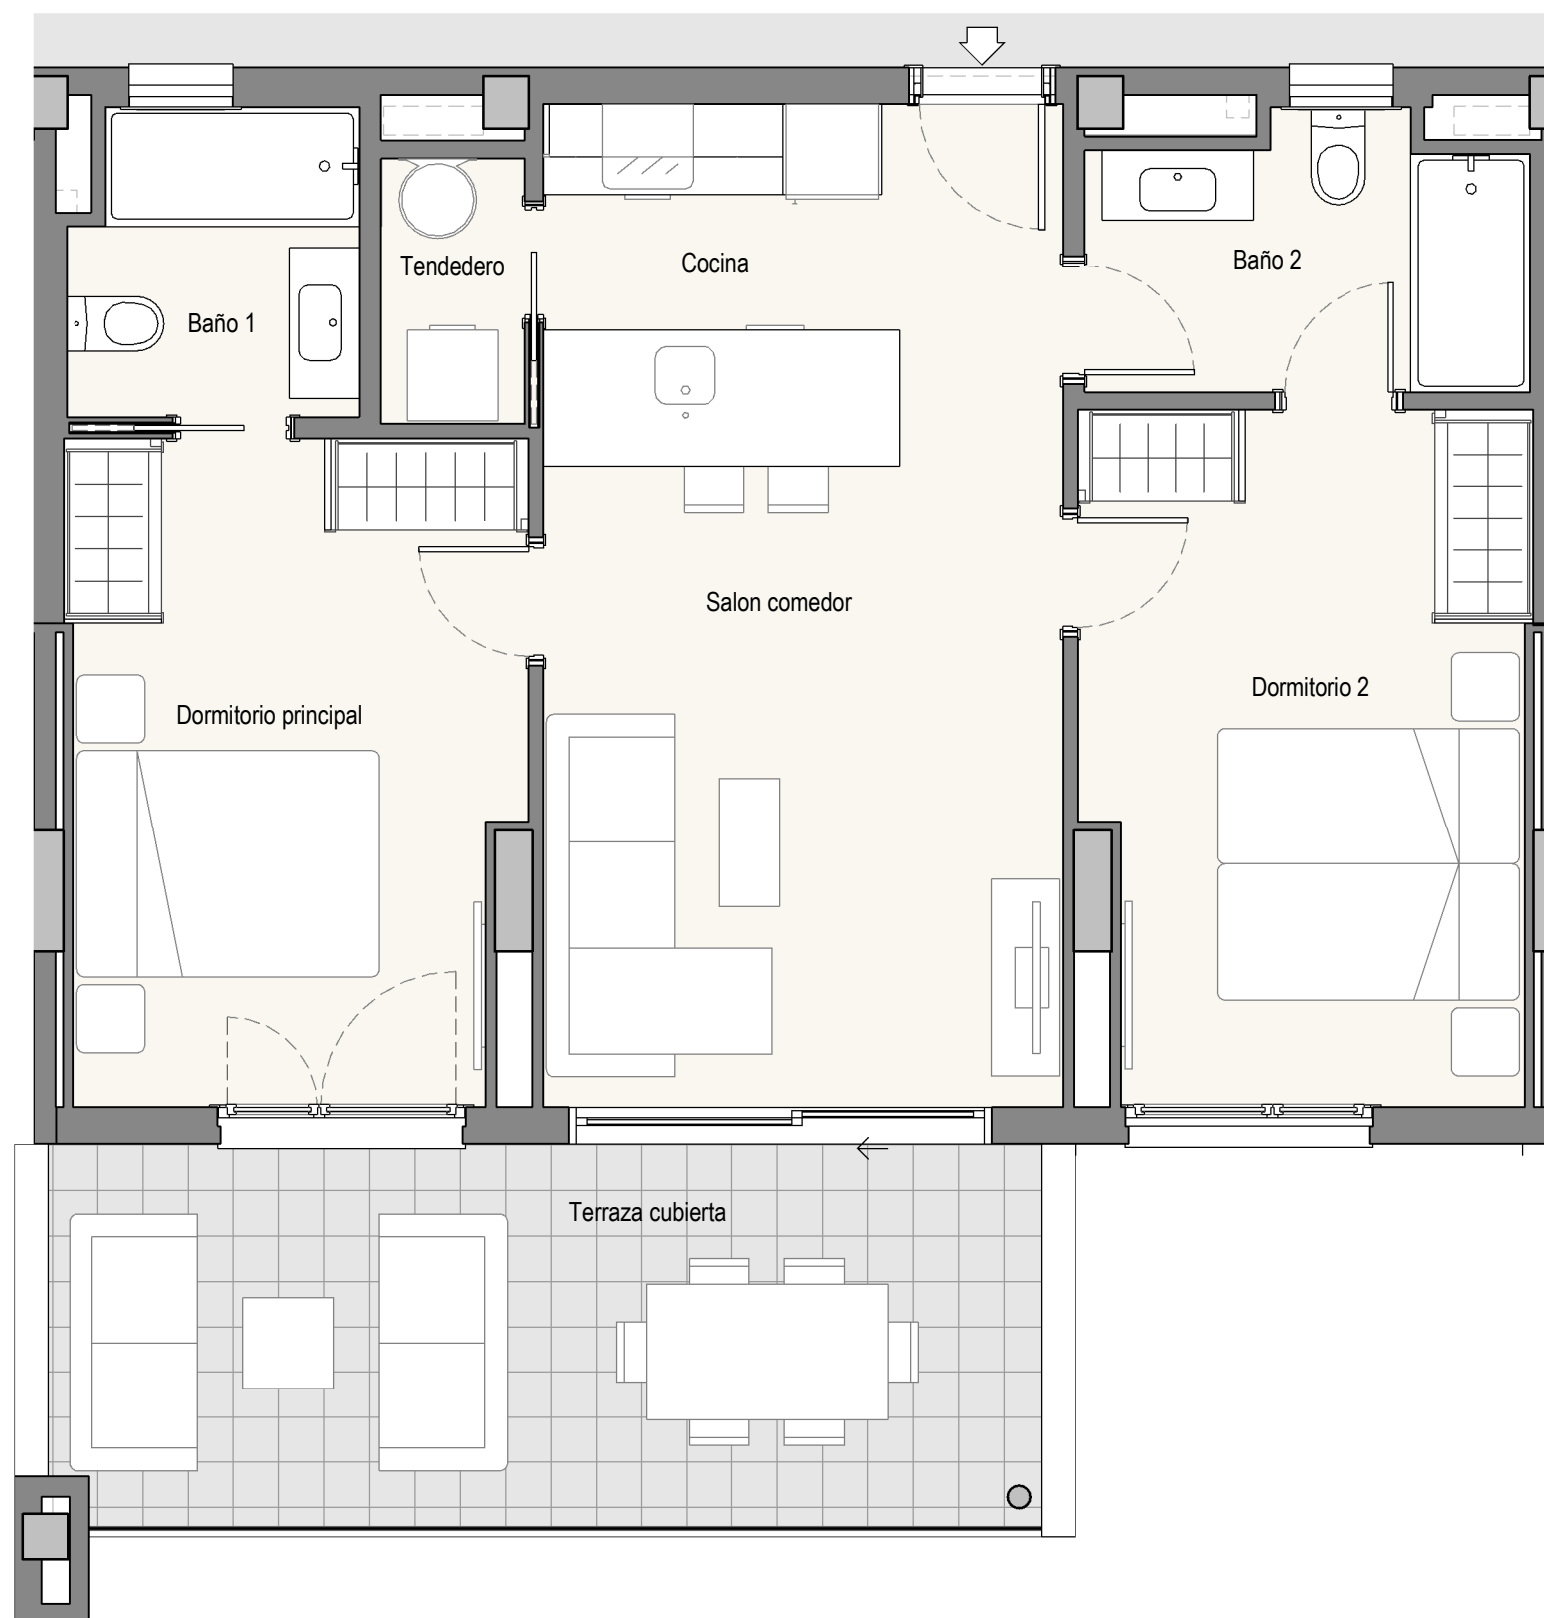 Baño 2
Cocina
Tendedero
Baño 1
Salon comedor
Dormitorio 2
Dormitorio principal
Terraza cubierta